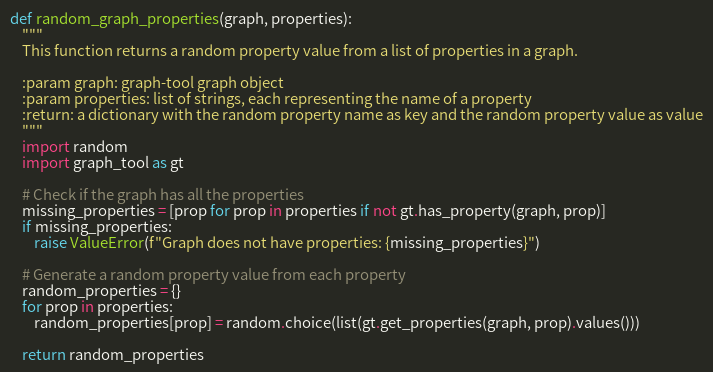 def random_graph_properties(graph, properties):
"""
This function returns a random property value from a list of properties in a graph.
:param graph: graph-tool graph object
:param properties: list of strings, each representing the name of a property
:return: a dictionary with the random property name as key and the random property value as value
"""
import random
import graph_tool as gt
# Check if the graph has all the properties
missing_properties = [prop for prop in properties if not gt.has_property(graph, prop)]
if missing_properties:
raise ValueError(f"Graph does not have properties: {missing_properties}")
# Generate a random property value from each property
random_properties = {}
for prop in properties:
random_properties[prop] = random.choice(list(gt.get_properties(graph, prop).values()))
return random_properties